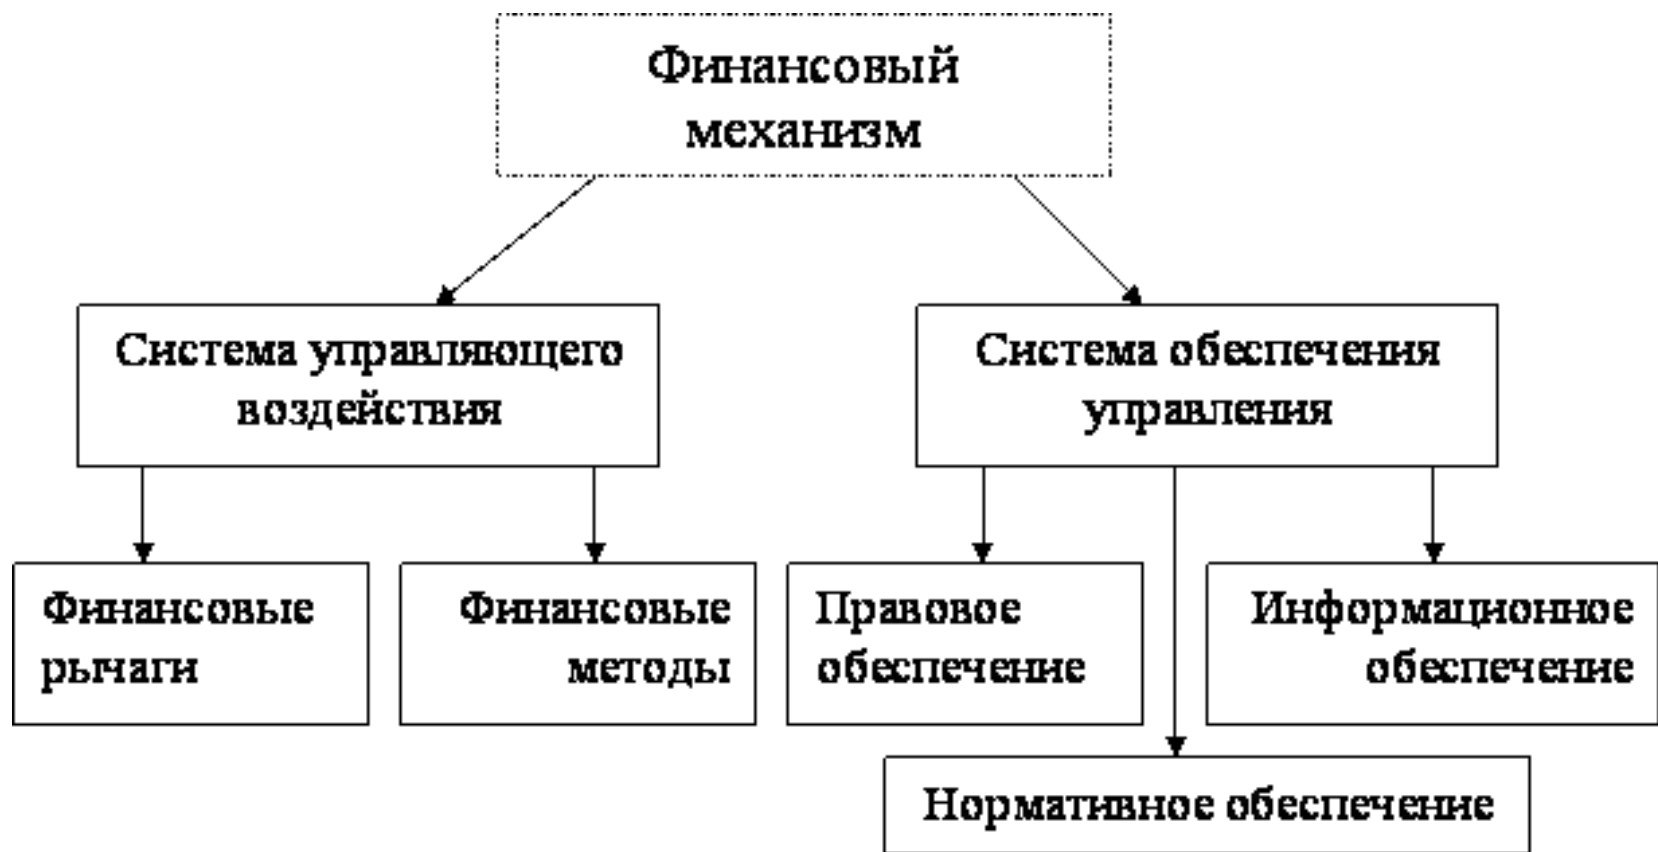 Финансовый
механизм
Система управляющего
воздействия
Система обеспечения
управления
Финансовые
рычаги
Финансовые
методы
Правовое
обеспечение
Информационное
обеспечение
Нормативное обеспечение